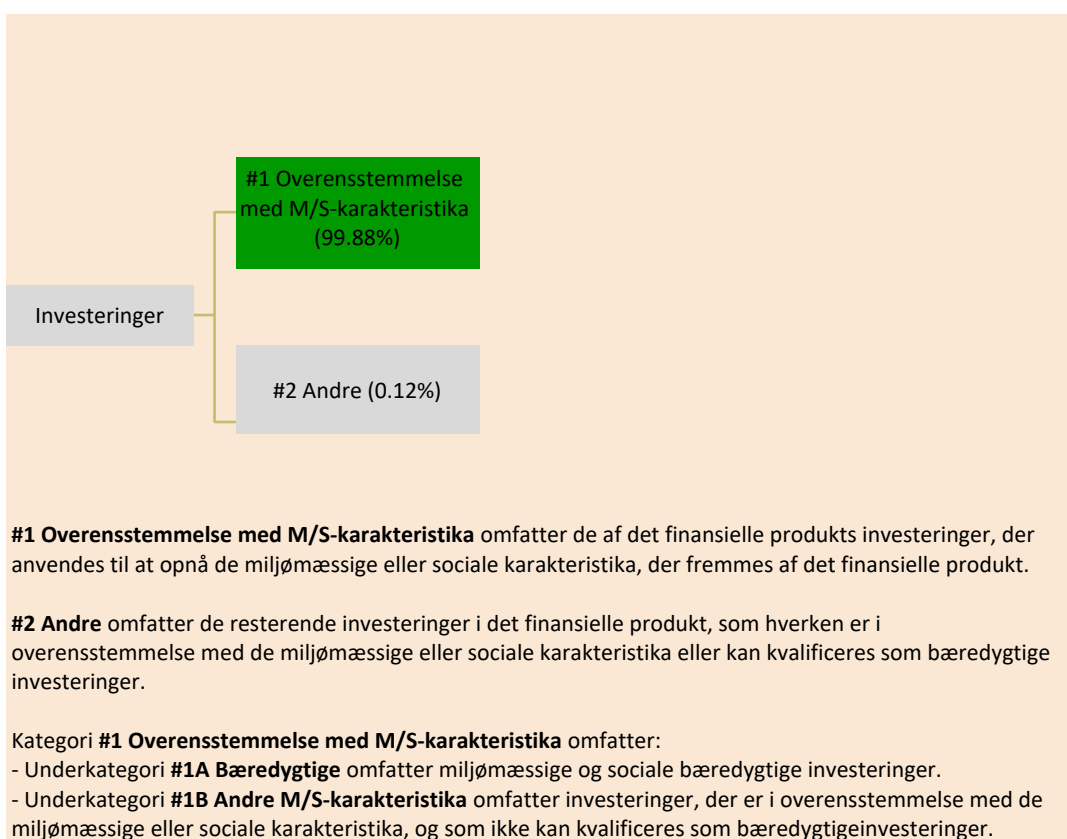 #1 Overensstemmelse
med M/S-karakteristika
(99.88%)
Investeringer
#2 Andre (0.12%)
#1 Overensstemmelse med M/S-karakteristika omfatter de af det finansielle produkts investeringer, der
anvendes til at opnå de miljømæssige eller sociale karakteristika, der fremmes af det finansielle produkt.
#2 Andre omfatter de resterende investeringer i det finansielle produkt, som hverken er i
overensstemmelse med de miljømæssige eller sociale karakteristika eller kan kvalificeres som bæredygtige
investeringer.
Kategori #1 Overensstemmelse med M/S-karakteristika omfatter:
- Underkategori #1A Bæredygtige omfatter miljømæssige og sociale bæredygtige investeringer.
- Underkategori #1B Andre M/S-karakteristika omfatter investeringer, der er i overensstemmelse med de
miljømæssige eller sociale karakteristika, og som ikke kan kvalificeres som bæredygtigeinvesteringer.